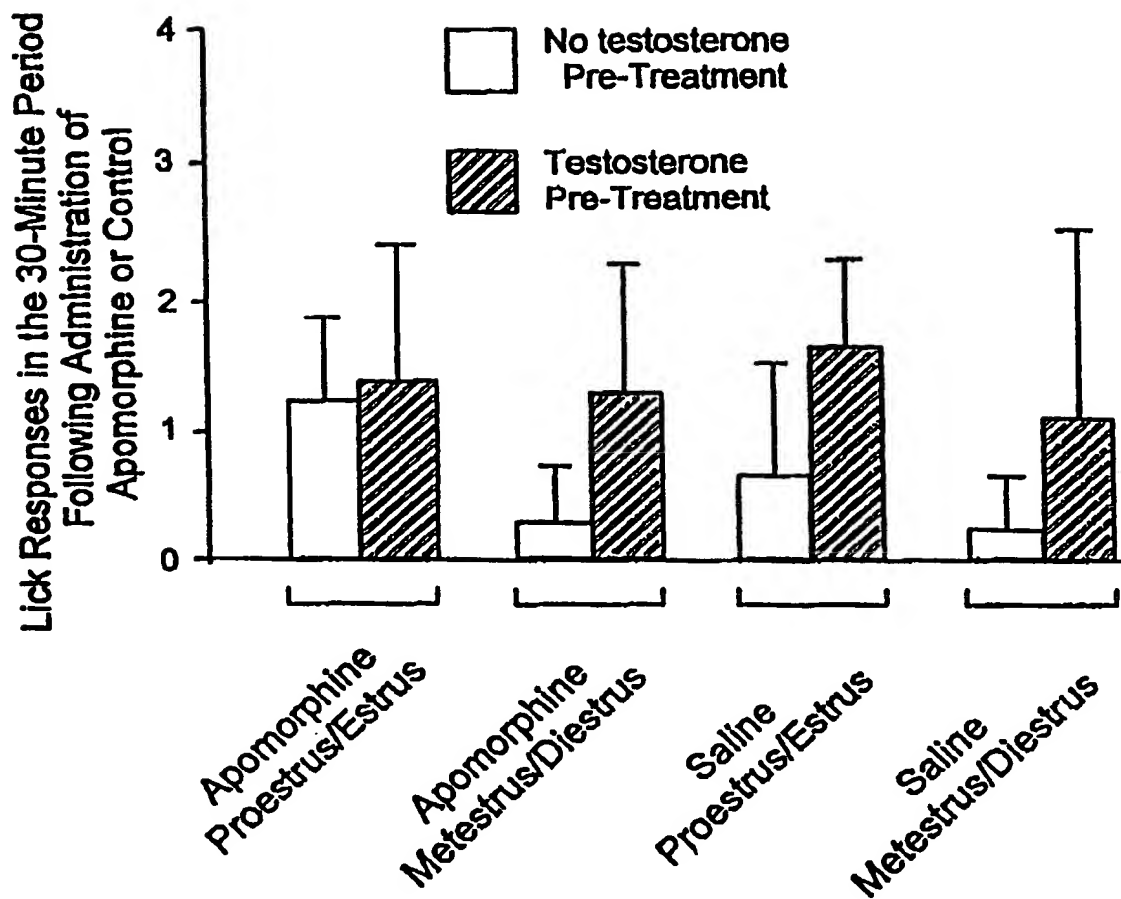 Lick Responses in the 30-Minute Period
Following Administration of
Apomorphine or Control
4
3
2
1
0
No testosterone
Pre-Treatment
Testosterone
Pre-Treatment
Apomorphine
Proestrus/Estrus
Apomorphine
Metestrus/Diestrus
Saline
Proestrus/Estrus
Saline
Metestrus/Diestrus